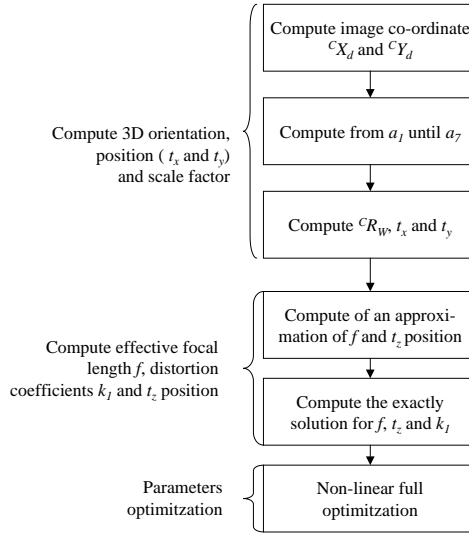 Compute image co-ordinate
ᶜX_d and ᶜY_d
Compute 3D orientation,
position ( t_x and t_y)
and scale factor
Compute from a_1 until a_7
Compute ᶜR_W, t_x and t_y
Compute of an approxi-
mation of f and t_z position
Compute effective focal
length f, distortion
coefficients k_1 and t_z position
Compute the exactly
solution for f, t_z and k_1
Parameters
optimitzation
Non-linear full
optimitzation